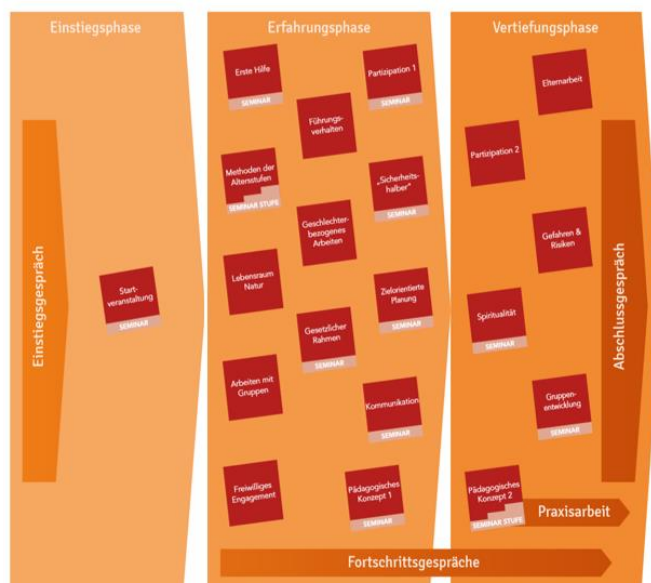 Einstiegsphase
Einstiegsgespräch
Start-
veranstaltung
SEMINAR
Erfahrungsphase
Erste Hilfe
SEMINAR
Partizipation 1
SEMINAR
Führungs-
verhalten
Methoden der
Altersstufen
SEMINAR STUFE
„Sicherheits-
halber“
SEMINAR
Geschlechter-
bezogenes
Arbeiten
Lebensraum
Natur
Zielorientierte
Planung
SEMINAR
Gesetzlicher
Rahmen
SEMINAR
Arbeiten mit
Gruppen
Kommunikation
SEMINAR
Freiwilliges
Engagement
Pädagogisches
Konzept 1
SEMINAR
Vertiefungsphase
Elternarbeit
Partizipation 2
Gefahren &
Risiken
Spiritualität
SEMINAR
Gruppen-
entwicklung
SEMINAR
Pädagogisches
Konzept 2
SEMINAR STUFE
Abschlussgespräch
Praxisarbeit
Fortschrittsgespräche